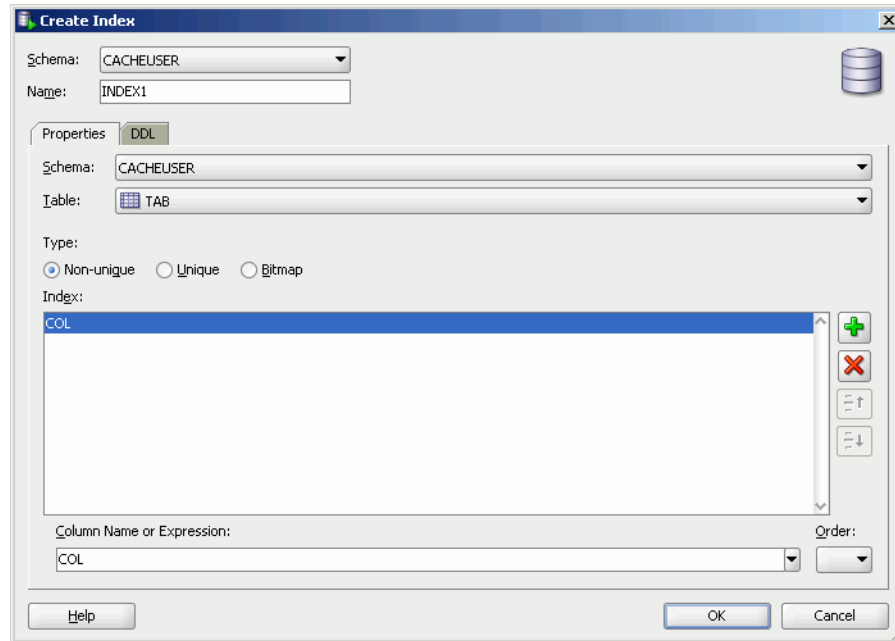 Create Index
Schema: CACHEUSER
Name: INDEX1
Properties DDL
Schema: CACHEUSER
Table: TAB
Type:
Non-unique Unique Bitmap
Index:
COL
Column Name or Expression: Order:
COL
Help OK Cancel